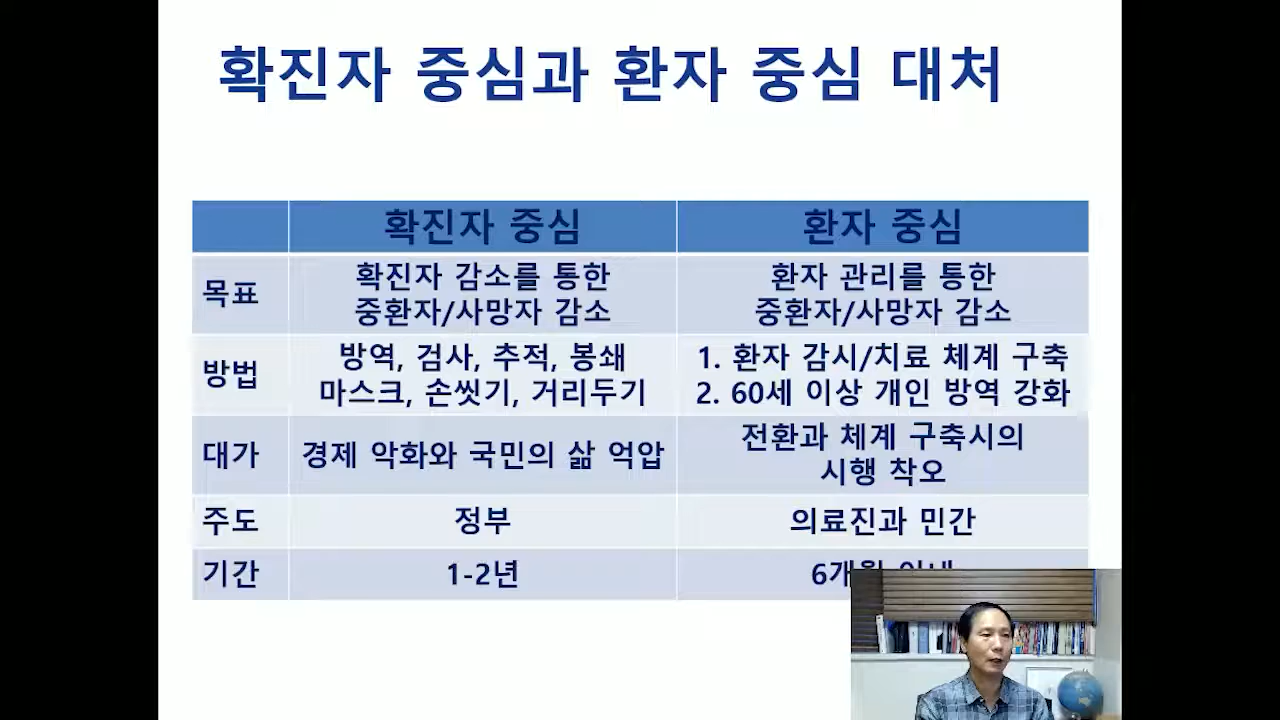 확진자 중심과 환자 중심 대처
확진자 중심
환자 중심
목표
확진자 감소를 통한
중환자/사망자 감소
환자 관리를 통한
중환자/사망자 감소
방법
방역, 검사, 추적, 봉쇄
마스크, 손씻기, 거리두기
1. 환자 감시/치료 체계 구축
2. 60세 이상 개인 방역 강화
대가
경제 악화와 국민의 삶 억압
전환과 체계 구축시의
시행 착오
주도
정부
의료진과 민간
기간
1-2년